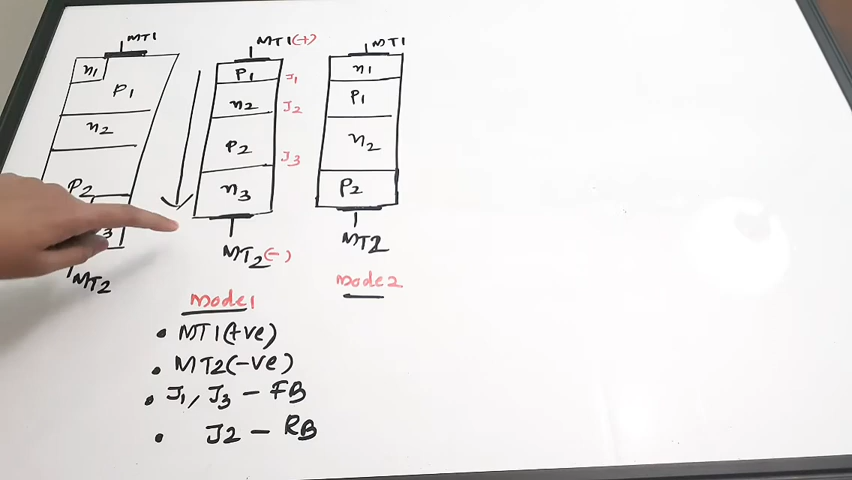 MT1
n1
P1
n2
P2
3
MT2
MT1(+)
P1
J1
n2
J2
P2
J3
n3
MT2(-)
MT1
n1
P1
n2
P2
MT2
mode2
mode1
• MT1(+ve)
• MT2(-ve)
• J1, J3 - FB
• J2 - RB